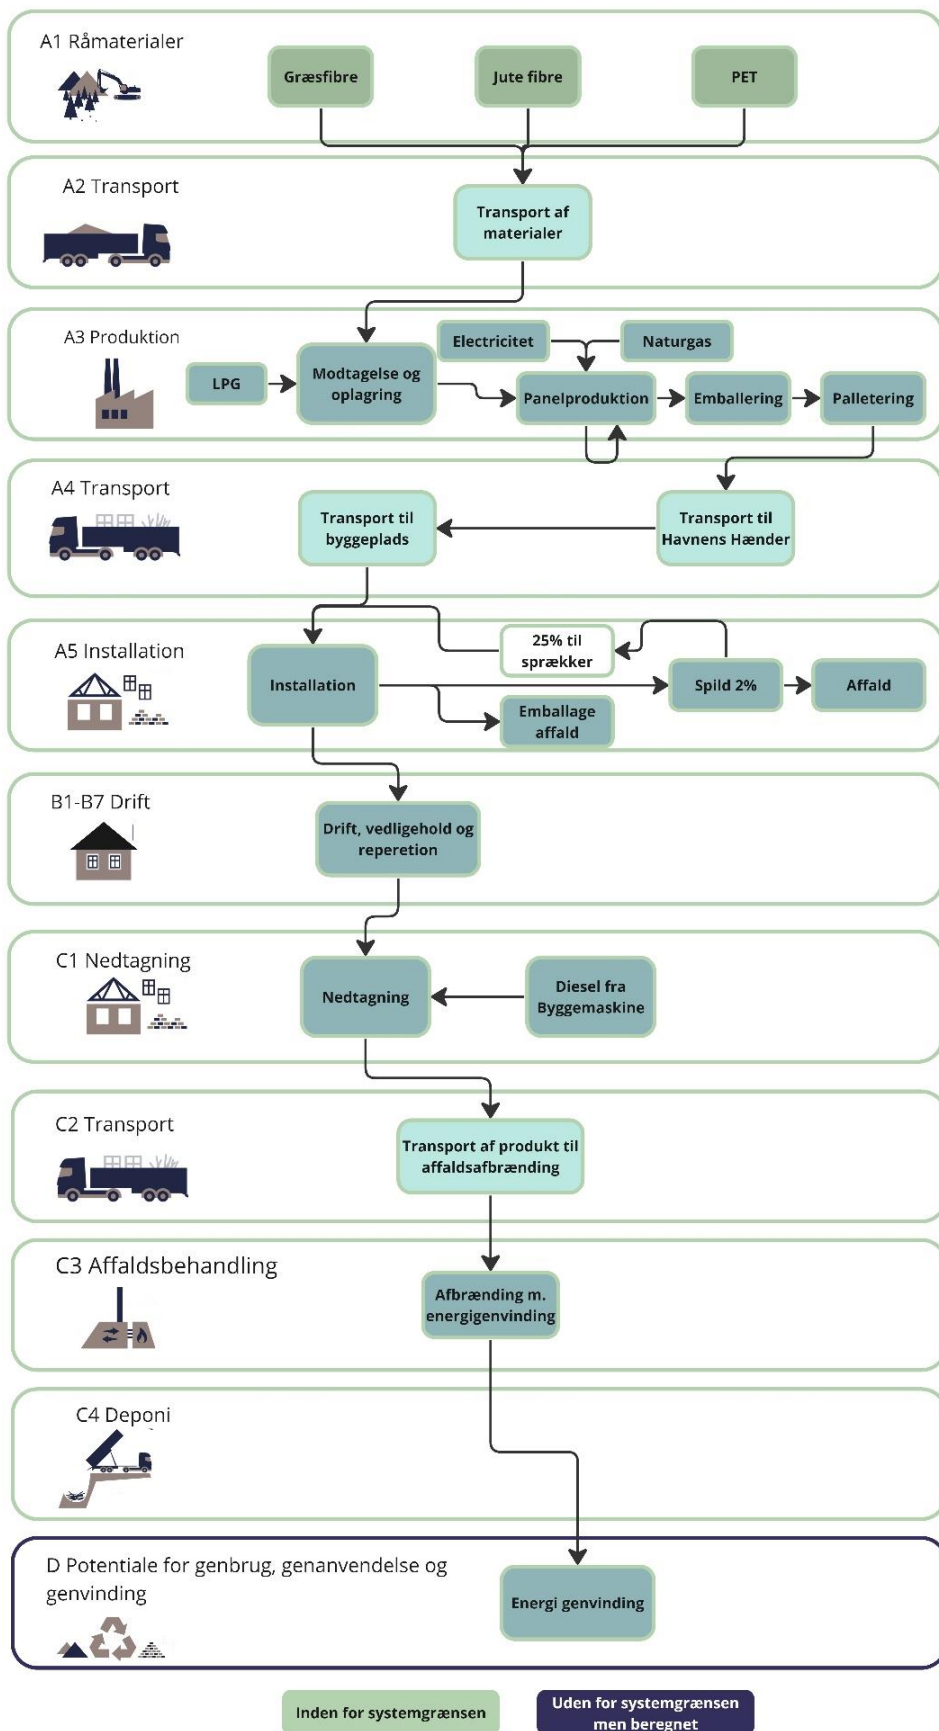 A1 Råmaterialer
Græsfibre
Jute fibre
PET
A2 Transport
Transport af
materialer
A3 Produktion
Electricitet
Naturgas
LPG
Modtagelse og
oplagring
Panelproduktion
Emballering
Palletering
A4 Transport
Transport til
byggeplads
Transport til
Havnens Hænder
A5 Installation
25% til
sprækker
Installation
Spild 2%
Affald
Emballage
affald
B1-B7 Drift
Drift, vedligehold og
reperetion
C1 Nedtagning
Nedtagning
Diesel fra
Byggemaskine
C2 Transport
Transport af produkt til
affaldsafbrænding
C3 Affaldsbehandling
Afbrænding m.
energigenvinding
C4 Deponi
D Potentiale for genbrug, genanvendelse og
genvinding
Energi genvinding
Inden for systemgrænsen
Uden for systemgrænsen
men beregnet